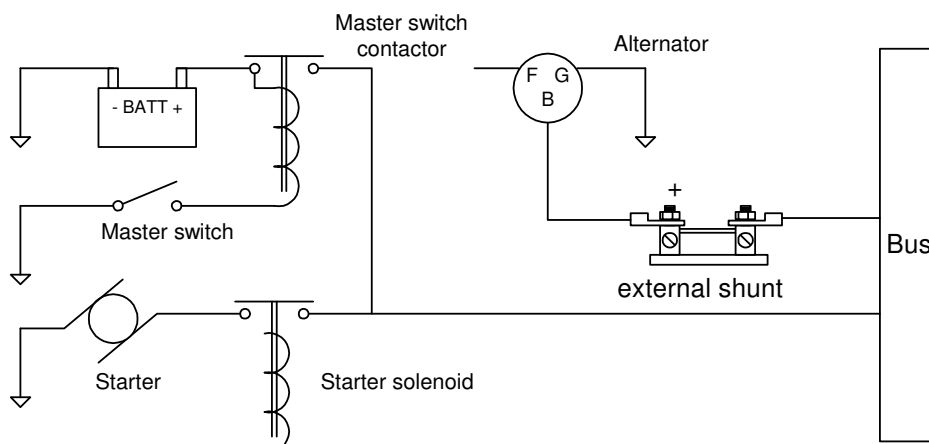 Master switch
contactor
Alternator
- BATT +
F G
B
+
Master switch
Bus
external shunt
Starter
Starter solenoid